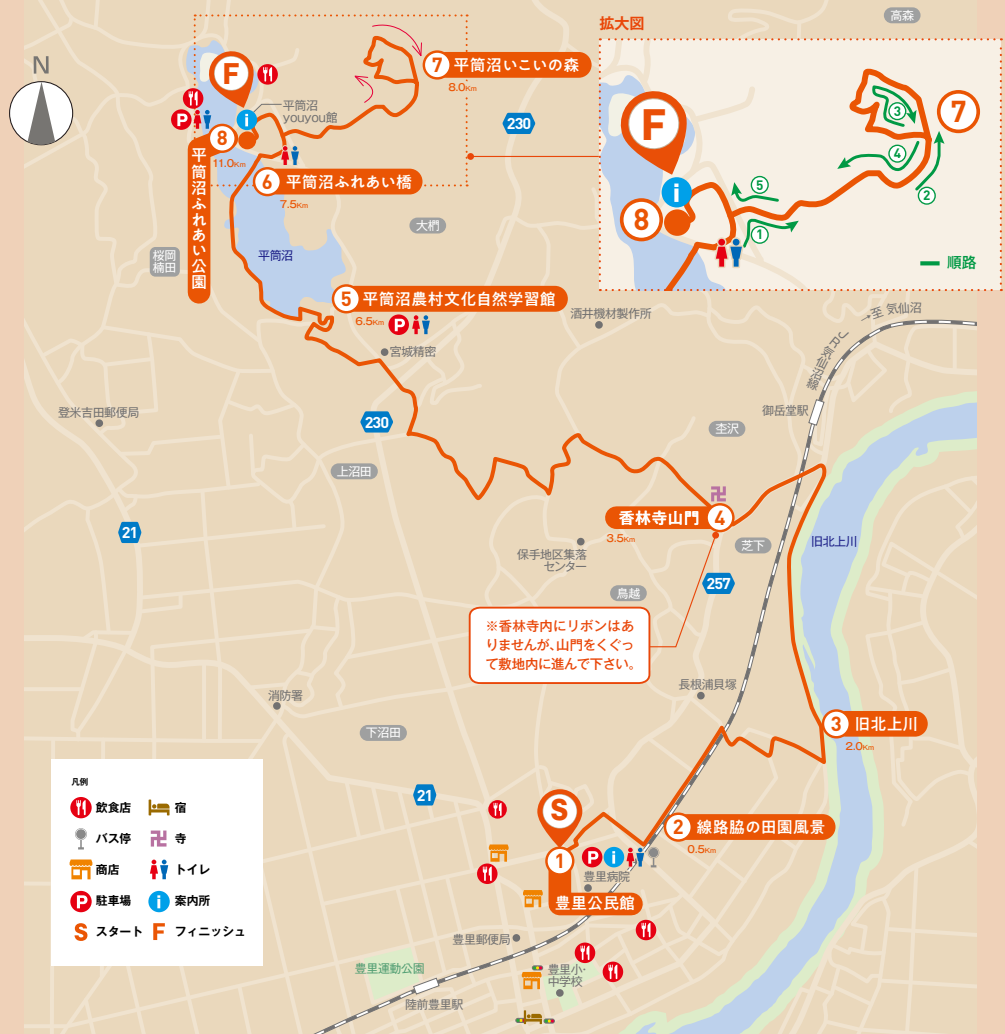 拡大図
高森
N
F
⑦ 平筒沼いこいの森
8.0Km
平筒沼
youyou館
P
i
8
11.0Km
平筒沼ふれあい公園
⑥ 平筒沼ふれあい橋
7.5Km
230
F
i
8
7
③
④
②
⑤
①
順路
大椚
桜岡
楠田
平筒沼
⑤ 平筒沼農村文化自然学習館
6.5Km
P
宮城精密
酒井機材製作所
→至 気仙沼
JR気仙沼線
御岳堂駅
登米吉田郵便局
230
上沼田
杢沢
21
香林寺山門 ④
3.5Km
保手地区集落
センター
芝下
旧北上川
鳥越
257
※香林寺内にリボンはあ
りませんが、山門をくぐっ
て敷地内に進んで下さい。
長根浦貝塚
消防署
下沼田
③ 旧北上川
2.0Km
21
S
② 線路脇の田園風景
0.5Km
①
P
i
豊里病院
豊里公民館
豊里郵便局
豊里運動公園
豊里小・
中学校
陸前豊里駅
凡例
飲食店 宿
バス停 寺
商店 トイレ
P 駐車場 i 案内所
S スタート F フィニッシュ